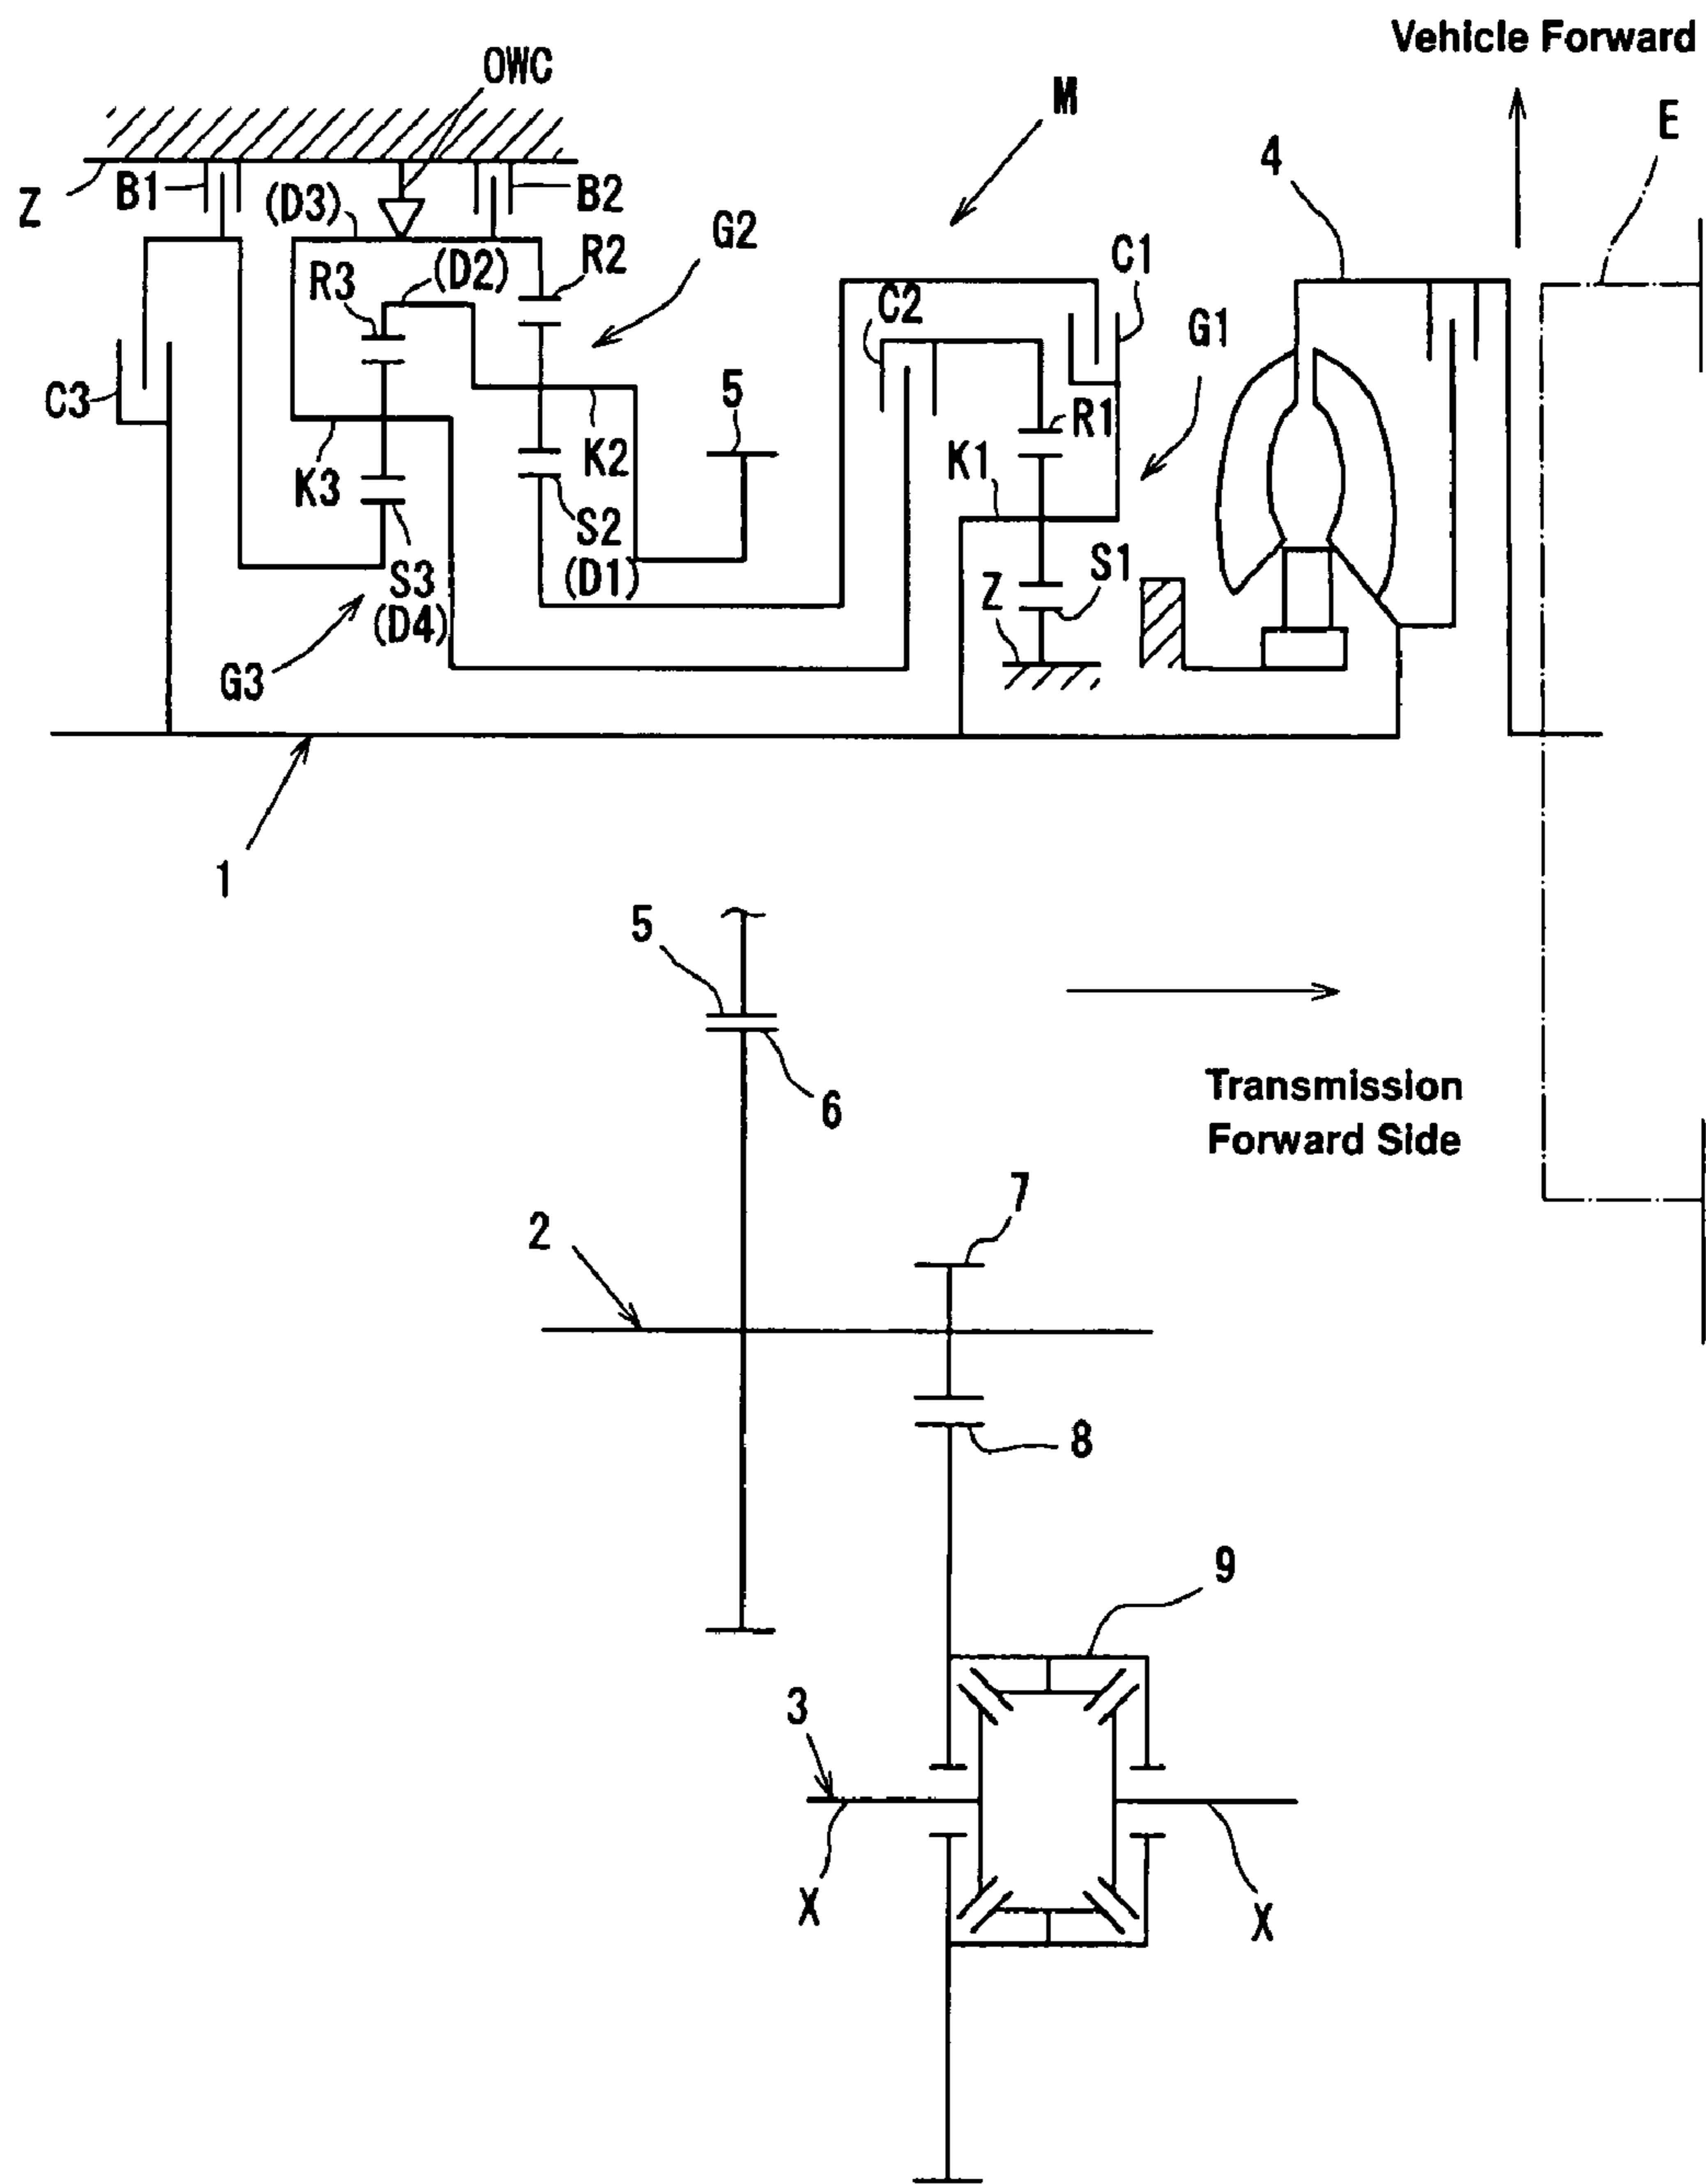 Vehicle Forward
OWC
M
E
4
Z
B1
(D3)
B2
G2
C1
R3
(D2)
R2
C2
G1
C3
5
R1
K3
K2
K1
S2
(D1)
S3
(D4)
Z
S1
G3
1
5
6
Transmission
Forward Side
7
2
8
9
3
X
X